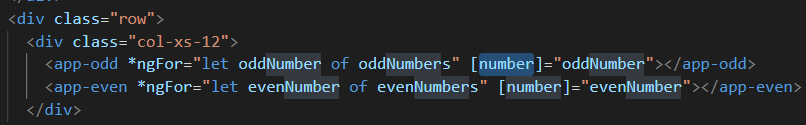 </div>
<div class="row">
<div class="col-xs-12">
<app-odd *ngFor="let oddNumber of oddNumbers" [number]="oddNumber"></app-odd>
<app-even *ngFor="let evenNumber of evenNumbers" [number]="evenNumber"></app-even>
</div>